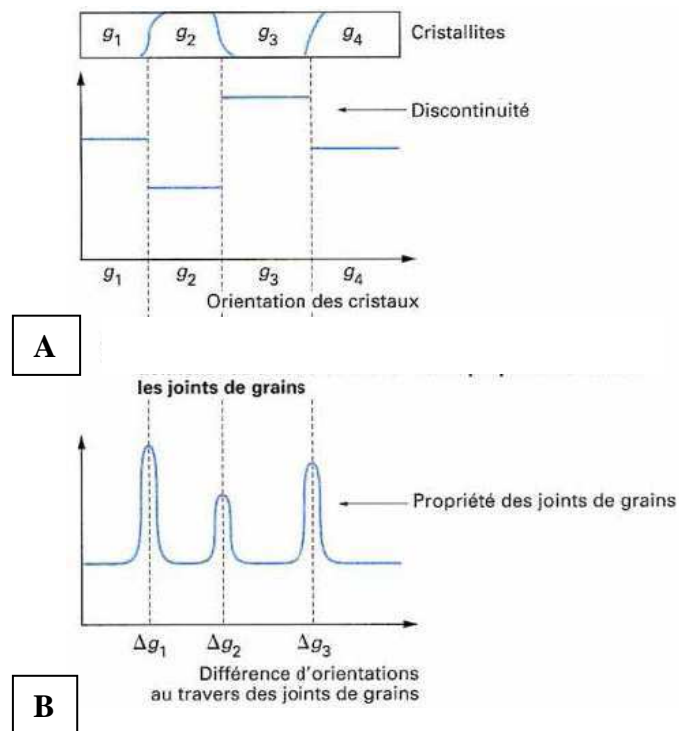 g1 g2 g3 g4 Cristallites
Discontinuité
g1 g2 g3 g4
Orientation des cristaux
A
les joints de grains
Propriété des joints de grains
Δg1 Δg2 Δg3
Différence d'orientations
au travers des joints de grains
B